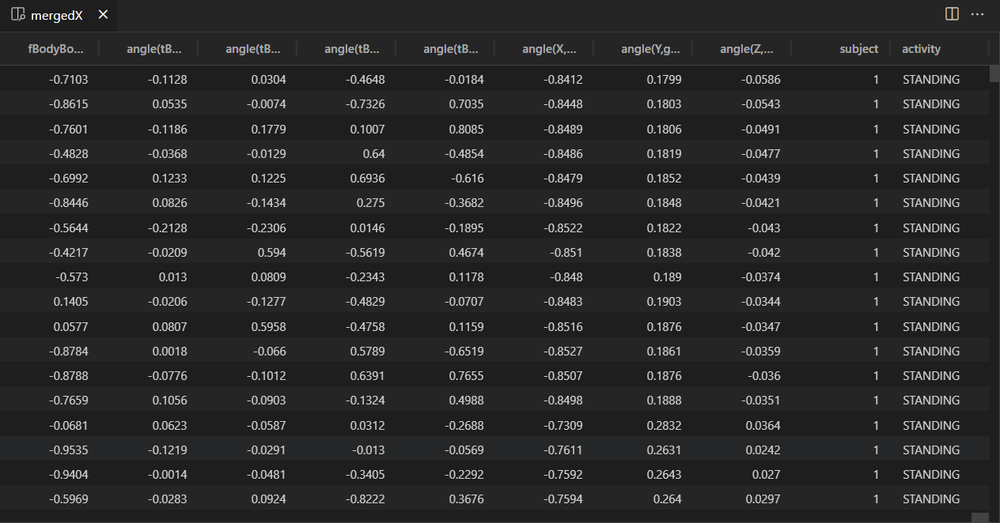 mergedX
fBodyBo... angle(tB... angle(tB... angle(tB... angle(tB... angle(X,... angle(Y,g... angle(Z,... subject activity
-0.7103 -0.1128 0.0304 -0.4648 -0.0184 -0.8412 0.1799 -0.0586 1 STANDING
-0.8615 0.0535 -0.0074 -0.7326 0.7035 -0.8448 0.1803 -0.0543 1 STANDING
-0.7601 -0.1186 0.1779 0.1007 0.8085 -0.8489 0.1806 -0.0491 1 STANDING
-0.4828 -0.0368 -0.0129 0.64 -0.4854 -0.8486 0.1819 -0.0477 1 STANDING
-0.6992 0.1233 0.1225 0.6936 -0.616 -0.8479 0.1852 -0.0439 1 STANDING
-0.8446 0.0826 -0.1434 0.275 -0.3682 -0.8496 0.1848 -0.0421 1 STANDING
-0.5644 -0.2128 -0.2306 0.0146 -0.1895 -0.8522 0.1822 -0.043 1 STANDING
-0.4217 -0.0209 0.594 -0.5619 0.4674 -0.851 0.1838 -0.042 1 STANDING
-0.573 0.013 0.0809 -0.2343 0.1178 -0.848 0.189 -0.0374 1 STANDING
0.1405 -0.0206 -0.1277 -0.4829 -0.0707 -0.8483 0.1903 -0.0344 1 STANDING
0.0577 0.0807 0.5958 -0.4758 0.1159 -0.8516 0.1876 -0.0347 1 STANDING
-0.8784 0.0018 -0.066 0.5789 -0.6519 -0.8527 0.1861 -0.0359 1 STANDING
-0.8788 -0.0776 -0.1012 0.6391 0.7655 -0.8507 0.1876 -0.036 1 STANDING
-0.7659 0.1056 -0.0903 -0.1324 0.4988 -0.8498 0.1888 -0.0351 1 STANDING
-0.0681 0.0623 -0.0587 0.0312 -0.2688 -0.7309 0.2832 0.0364 1 STANDING
-0.9535 -0.1219 -0.0291 -0.013 -0.0569 -0.7611 0.2631 0.0242 1 STANDING
-0.9404 -0.0014 -0.0481 -0.3405 -0.2292 -0.7592 0.2643 0.027 1 STANDING
-0.5969 -0.0283 0.0924 -0.8222 0.3676 -0.7594 0.264 0.0297 1 STANDING